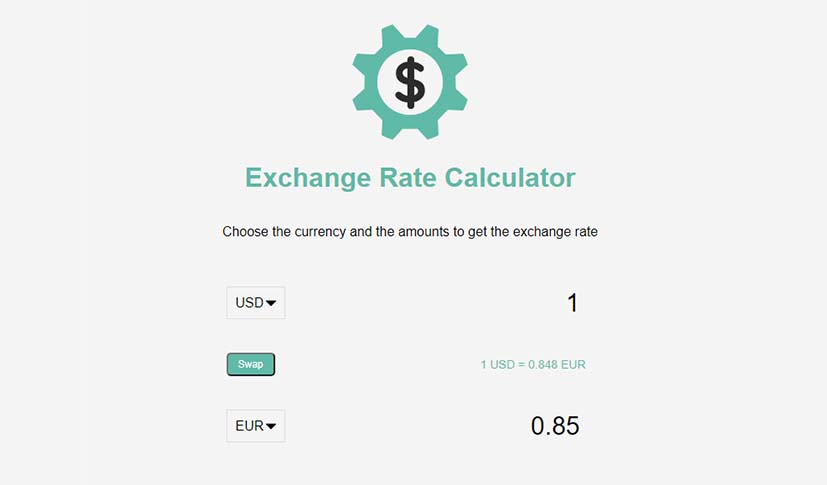 $
Exchange Rate Calculator
Choose the currency and the amounts to get the exchange rate
USD 1
Swap 1 USD = 0.848 EUR
EUR 0.85